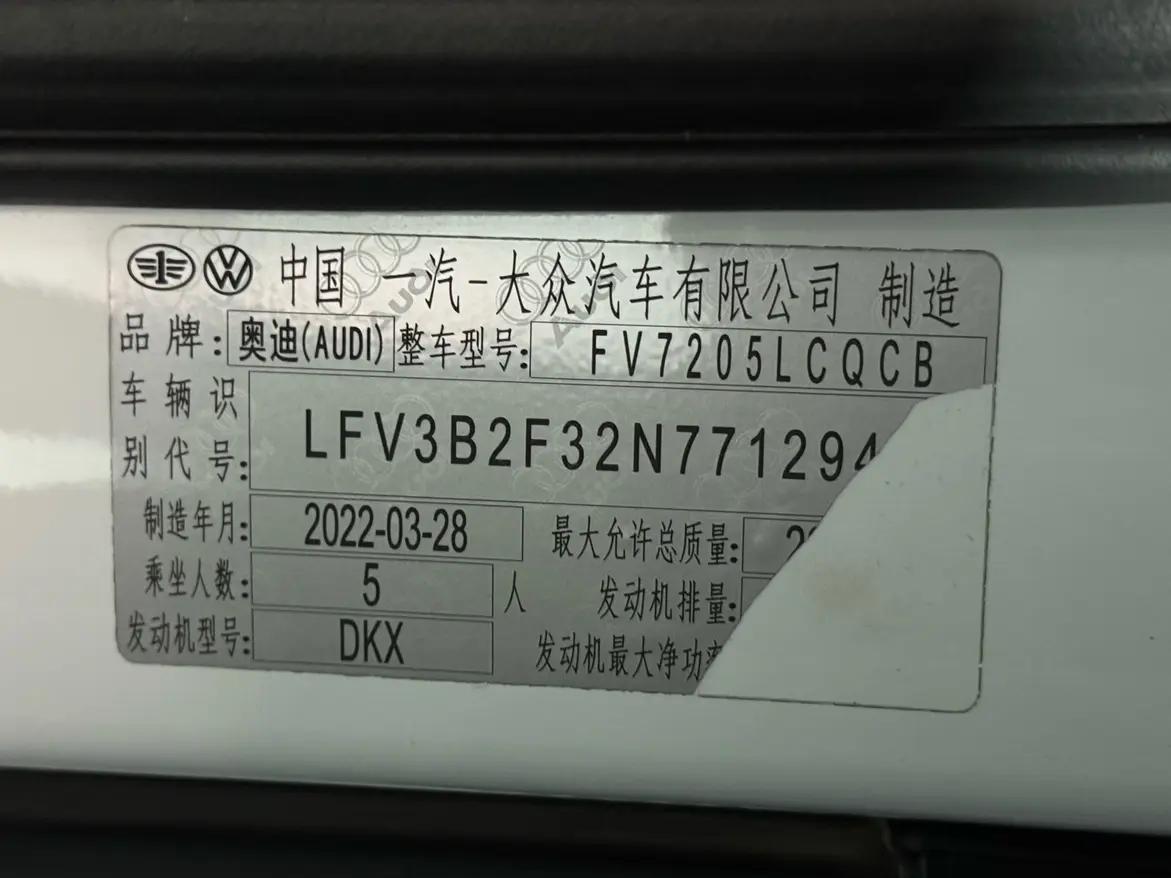 中国 一汽-大众汽车有限公司 制造
品牌: 奥迪(AUDI) 整车型号: FV7205LCQCB
车辆识别代号: LFV3B2F32N771294
制造年月: 2022-03-28 最大允许总质量:
乘坐人数: 5 人 发动机排量:
发动机型号: DKX 发动机最大净功率